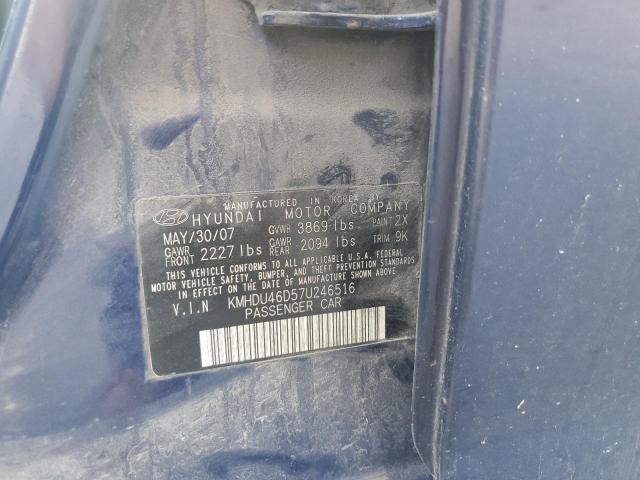 MANUFACTURED IN KOREA BY
HYUNDAI MOTOR COMPANY
MAY/30/07 GVWR 3869 lbs PAINT 2X
GAWR FRONT 2227 lbs GAWR REAR 2094 lbs TRIM 9K
THIS VEHICLE CONFORMS TO ALL APPLICABLE U.S.A. FEDERAL
MOTOR VEHICLE SAFETY, BUMPER, AND THEFT PREVENTION STANDARDS
IN EFFECT ON THE DATE OF MANUFACTURE SHOWN ABOVE.
V.I.N KMHDU46D57U246516
PASSENGER CAR